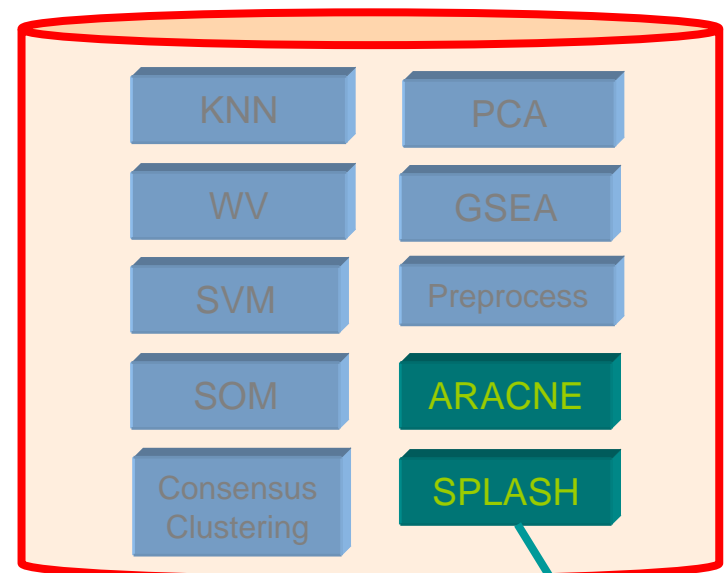 KNN
PCA
WV
GSEA
SVM
Preprocess
SOM
ARACNE
Consensus
Clustering
SPLASH